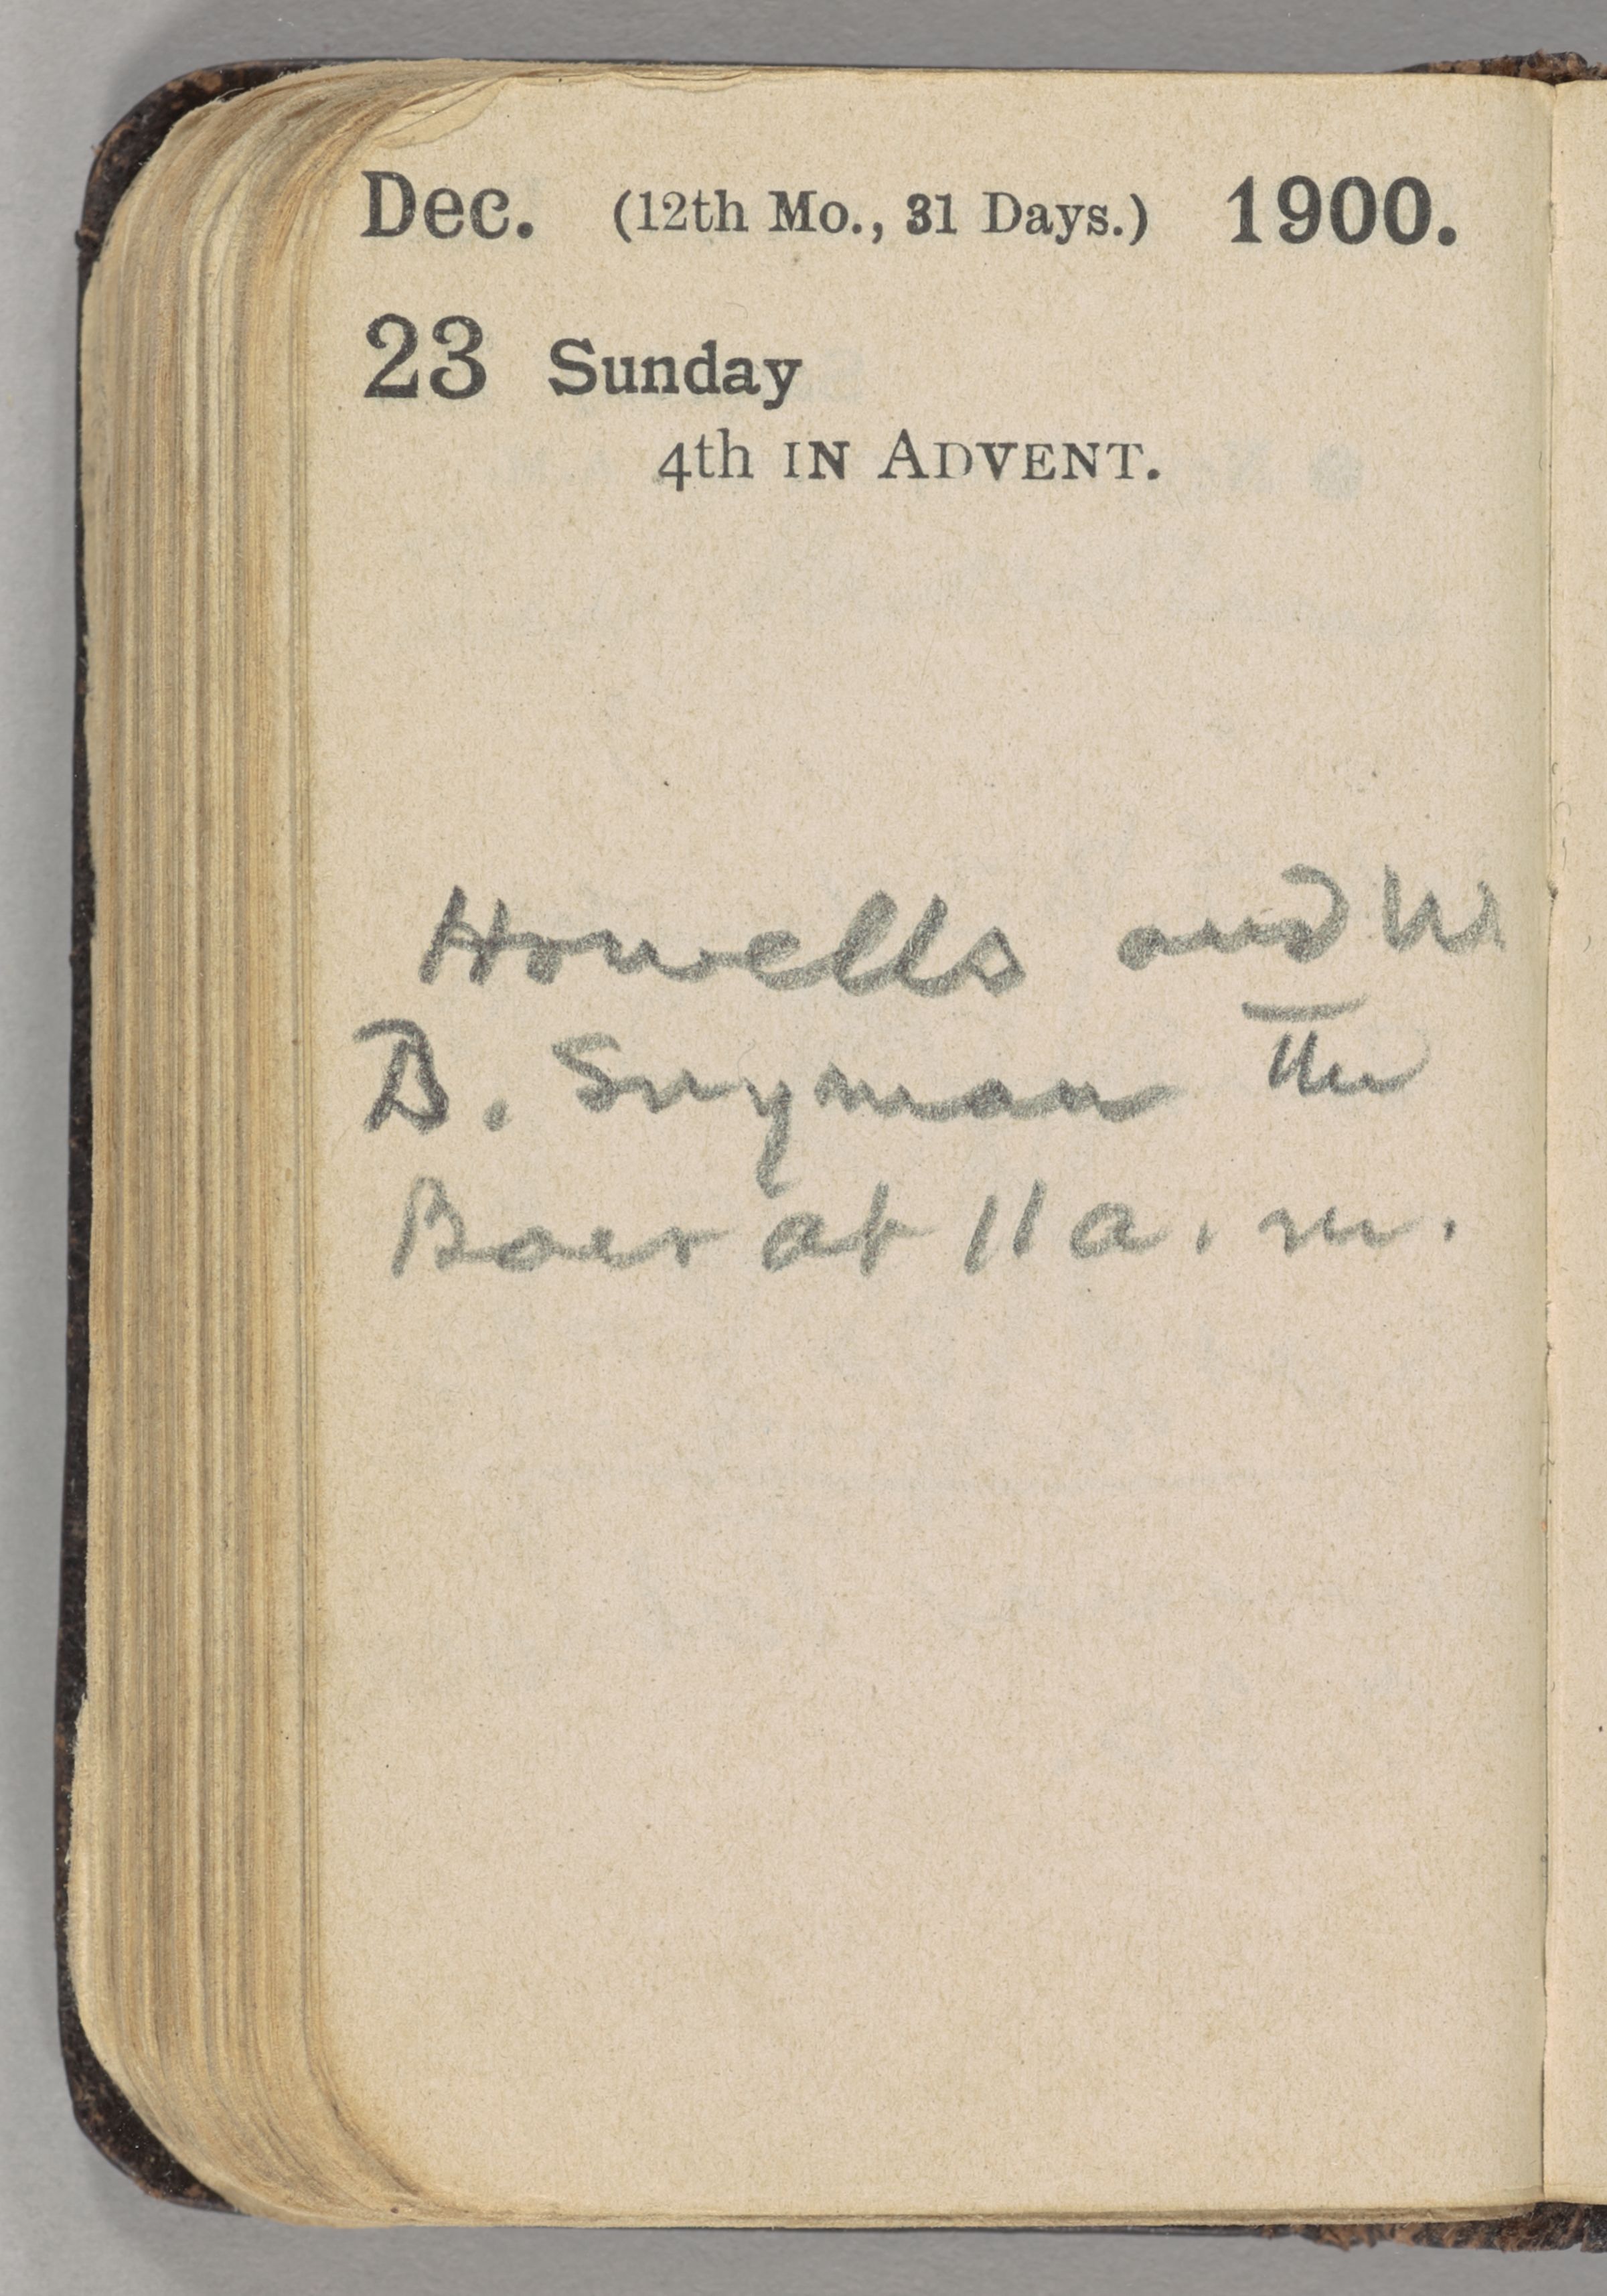 Dec. (12th Mo., 31 Days.) 1900.
23 Sunday
4th IN ADVENT.
Howells and W
D. Snyman the
Boer at 11 a. m.